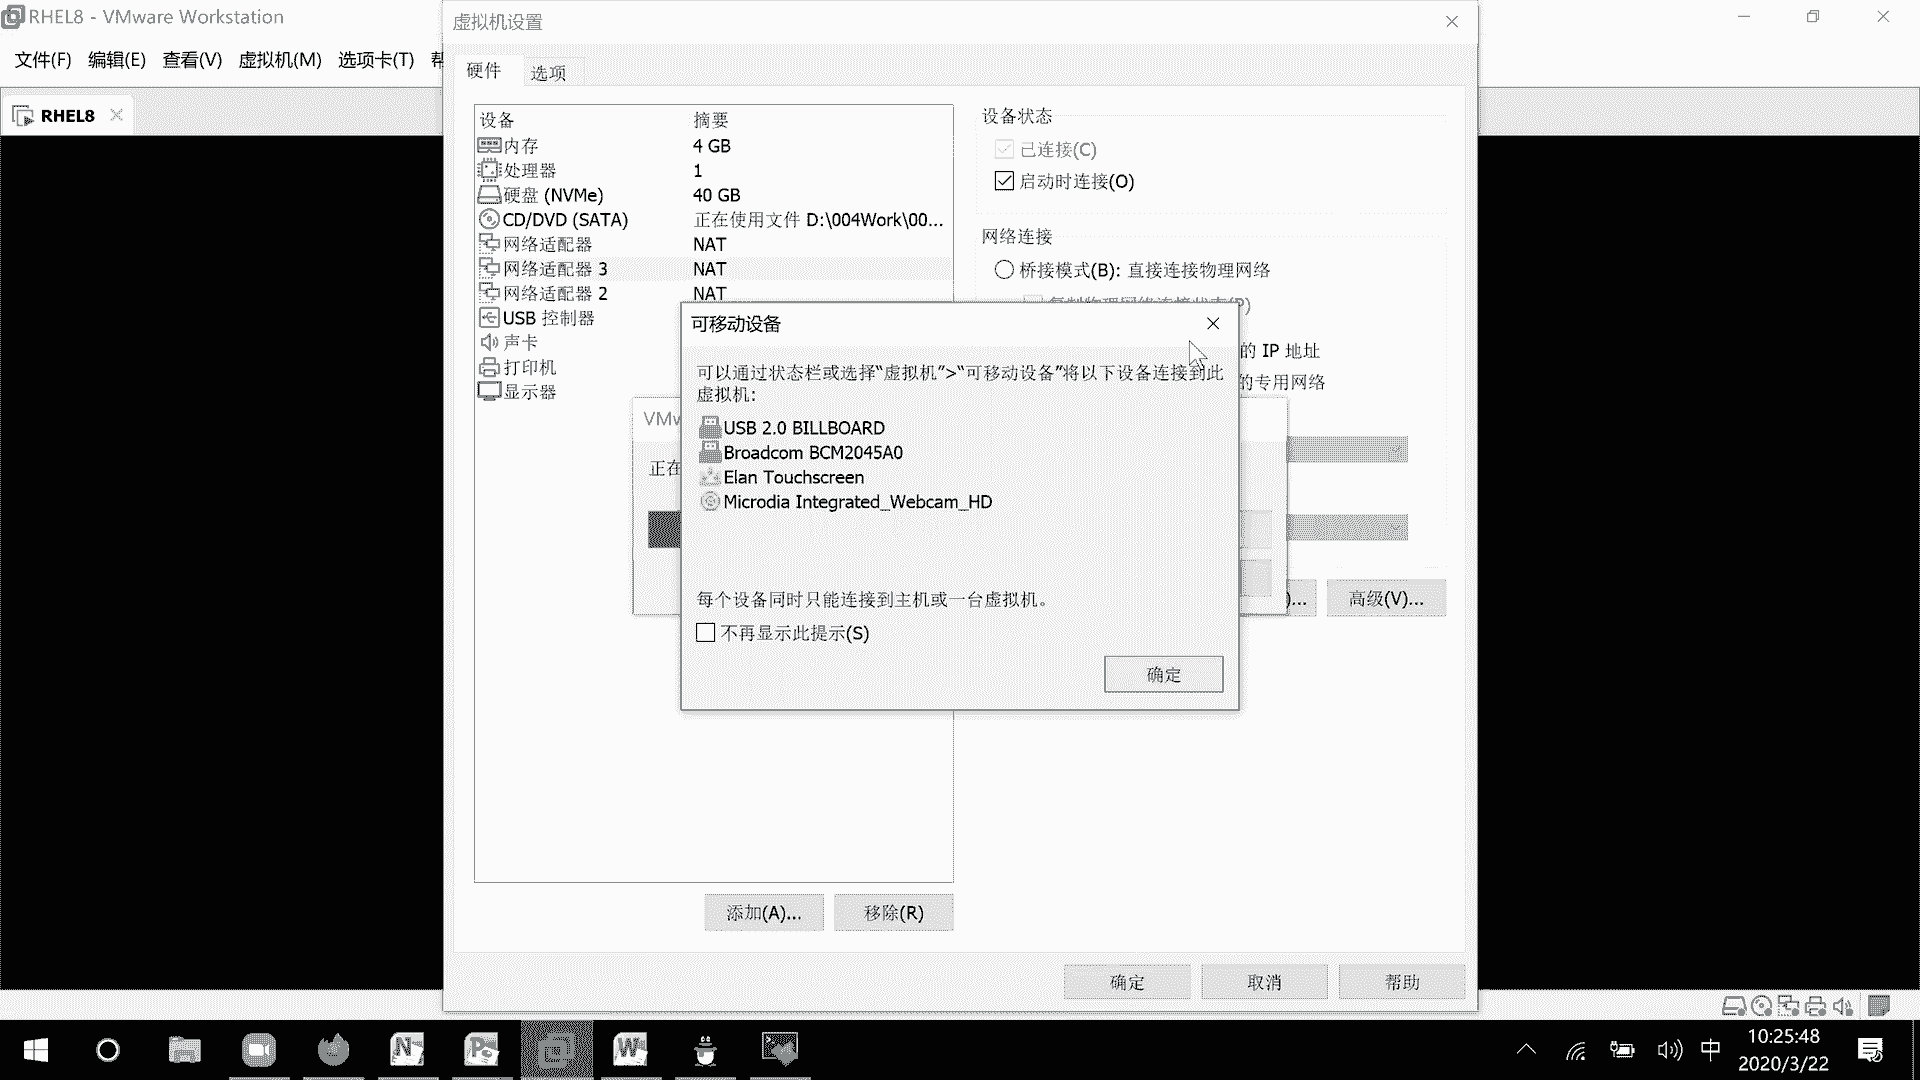 RHEL8 - VMware Workstation
文件(F) 编辑(E) 查看(V) 虚拟机(M) 选项卡(T)
RHEL8
虚拟机设置
硬件 选项
设备 摘要
内存 4 GB
处理器 1
硬盘 (NVMe) 40 GB
CD/DVD (SATA) 正在使用文件 D:\004Work\00...
网络适配器 NAT
网络适配器 3 NAT
网络适配器 2 NAT
USB 控制器
声卡
打印机
显示器
添加(A)... 移除(R)
设备状态
已连接(C)
启动时连接(O)
网络连接
桥接模式(B): 直接连接物理网络
复制物理网络连接状态(P)
的 IP 地址
的专用网络
)... 高级(V)...
正在
可移动设备
可以通过状态栏或选择“虚拟机”>“可移动设备”将以下设备连接到此
虚拟机:
USB 2.0 BILLBOARD
Broadcom BCM2045A0
Elan Touchscreen
Microdia Integrated_Webcam_HD
每个设备同时只能连接到主机或一台虚拟机。
不再显示此提示(S)
确定
确定 取消 帮助
中
10:25:48
2020/3/22